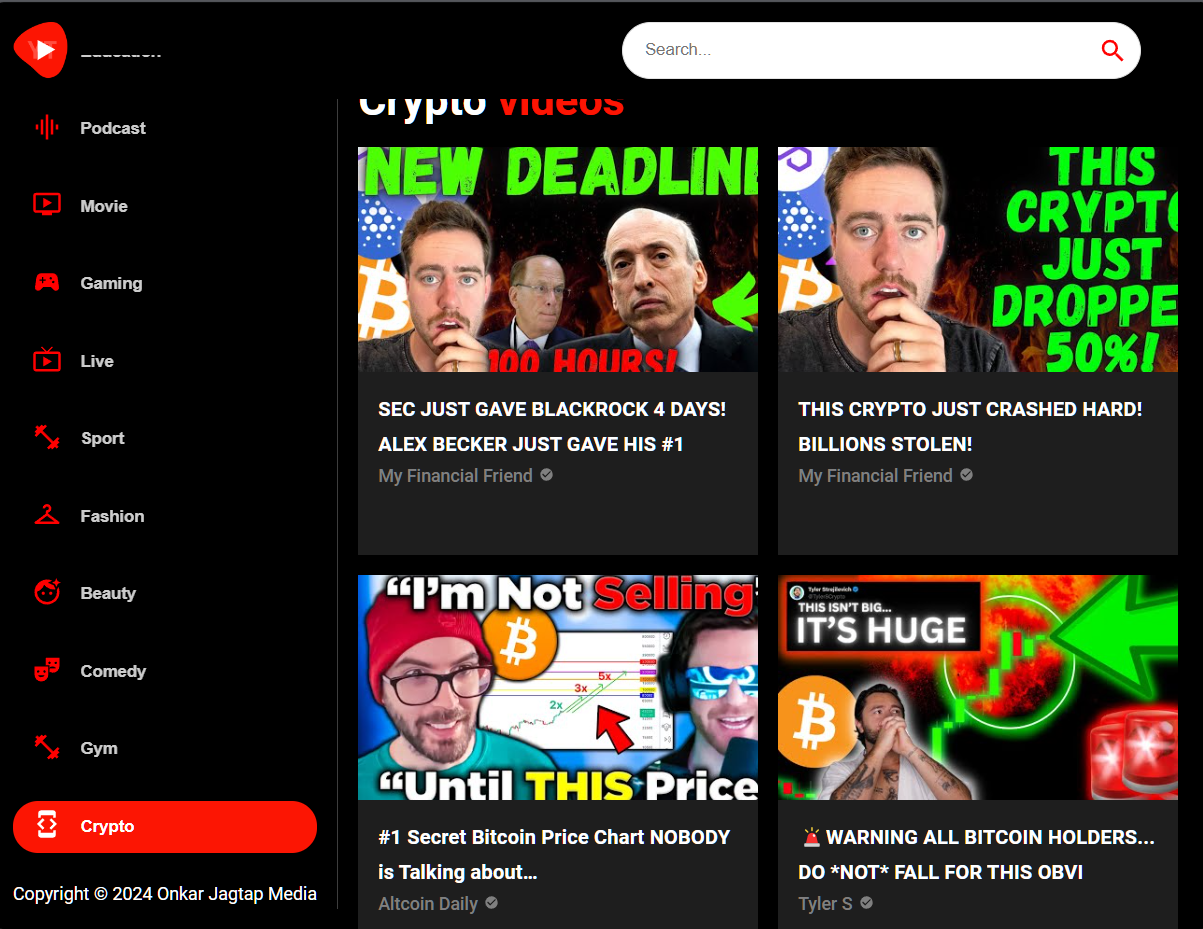 YT
Education
Search...
Podcast
Movie
Gaming
Live
Sport
Fashion
Beauty
Comedy
Gym
Crypto
Copyright © 2024 Onkar Jagtap Media
Crypto Videos
NEW DEADLINE
100 HOURS!
SEC JUST GAVE BLACKROCK 4 DAYS!
ALEX BECKER JUST GAVE HIS #1
My Financial Friend
THIS
CRYPTO
JUST
DROPPE
50%!
THIS CRYPTO JUST CRASHED HARD!
BILLIONS STOLEN!
My Financial Friend
“I'm Not Selling”
2x
3x
5x
“Until THIS Price
#1 Secret Bitcoin Price Chart NOBODY
is Talking about...
Altcoin Daily
Tyler Strejilevich
@TylerSCrypto
THIS ISN'T BIG...
IT'S HUGE
🚨 WARNING ALL BITCOIN HOLDERS...
DO *NOT* FALL FOR THIS OBVI
Tyler S